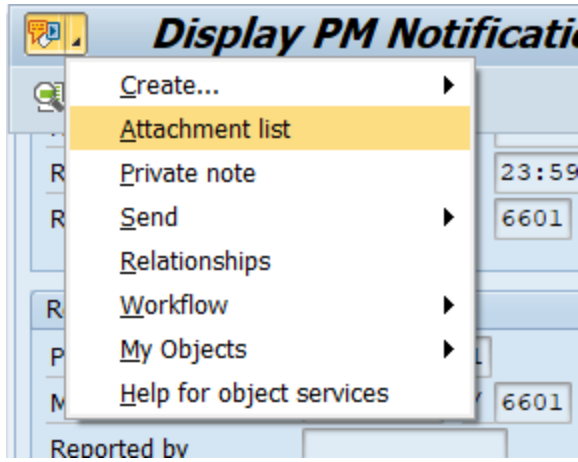 Display PM Notificatio
Create...
Attachment list
Private note
23:59
Send
6601
Relationships
Workflow
My Objects
Help for object services
6601
Reported by